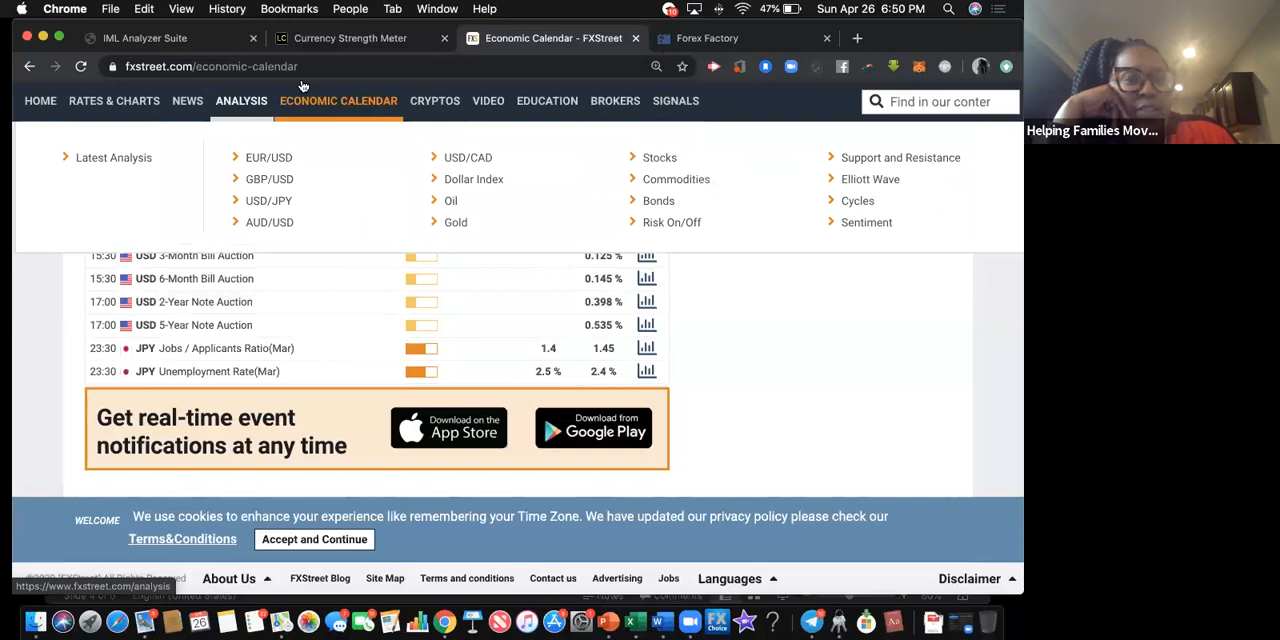 Chrome File Edit View History Bookmarks People Tab Window Help 47% Sun Apr 26 6:50 PM
IML Analyzer Suite Currency Strength Meter Economic Calendar - FXStreet Forex Factory
fxstreet.com/economic-calendar
HOME RATES & CHARTS NEWS ANALYSIS ECONOMIC CALENDAR CRYPTOS VIDEO EDUCATION BROKERS SIGNALS Find in our conter
Helping Families Mov...
Latest Analysis EUR/USD USD/CAD Stocks Support and Resistance
GBP/USD Dollar Index Commodities Elliott Wave
USD/JPY Oil Bonds Cycles
AUD/USD Gold Risk On/Off Sentiment
15:30 USD 3-Month Bill Auction 0.125 %
15:30 USD 6-Month Bill Auction 0.145 %
17:00 USD 2-Year Note Auction 0.398 %
17:00 USD 5-Year Note Auction 0.535 %
23:30 JPY Jobs / Applicants Ratio(Mar) 1.4 1.45
23:30 JPY Unemployment Rate(Mar) 2.5 % 2.4 %
Get real-time event
notifications at any time
Download on the
App Store
Download from
Google Play
WELCOME We use cookies to enhance your experience like remembering your Time Zone. We have updated our privacy policy please check our
Terms&Conditions Accept and Continue
About Us FXStreet Blog Site Map Terms and conditions Contact us Advertising Jobs Languages Disclaimer
https://www.fxstreet.com/analysis
FX
Choice